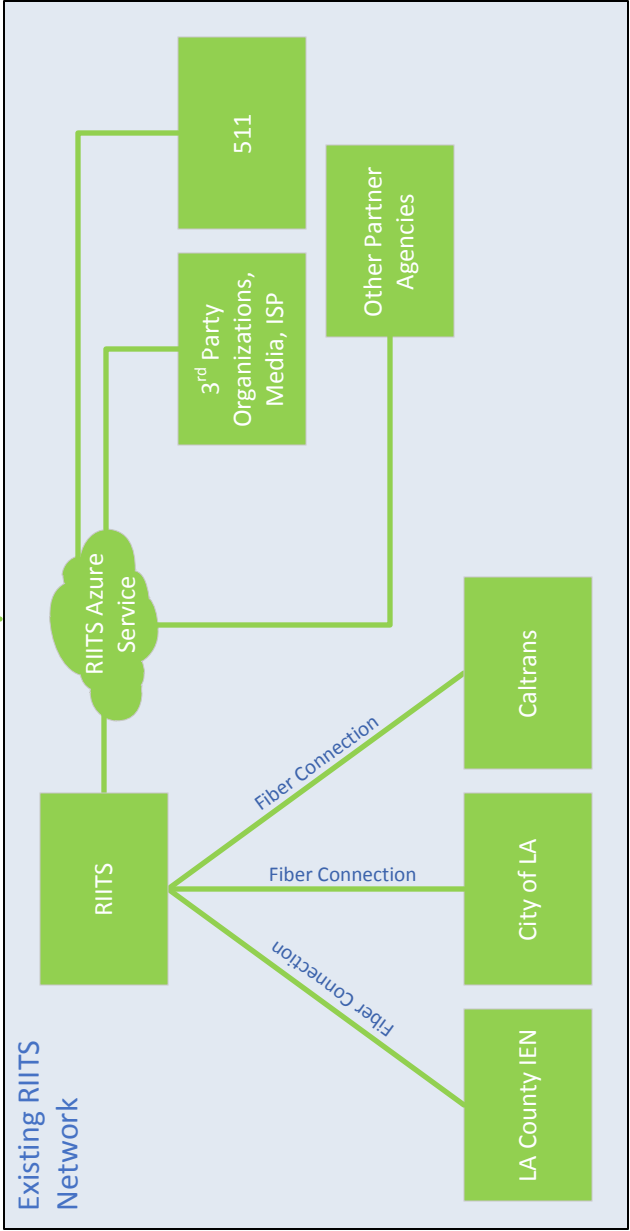 Existing RIITS
Network
RIITS
RIITS Azure
Service
3rd Party
Organizations,
Media, ISP
511
Other Partner
Agencies
Fiber Connection
Fiber Connection
Fiber Connection
LA County IEN
City of LA
Caltrans